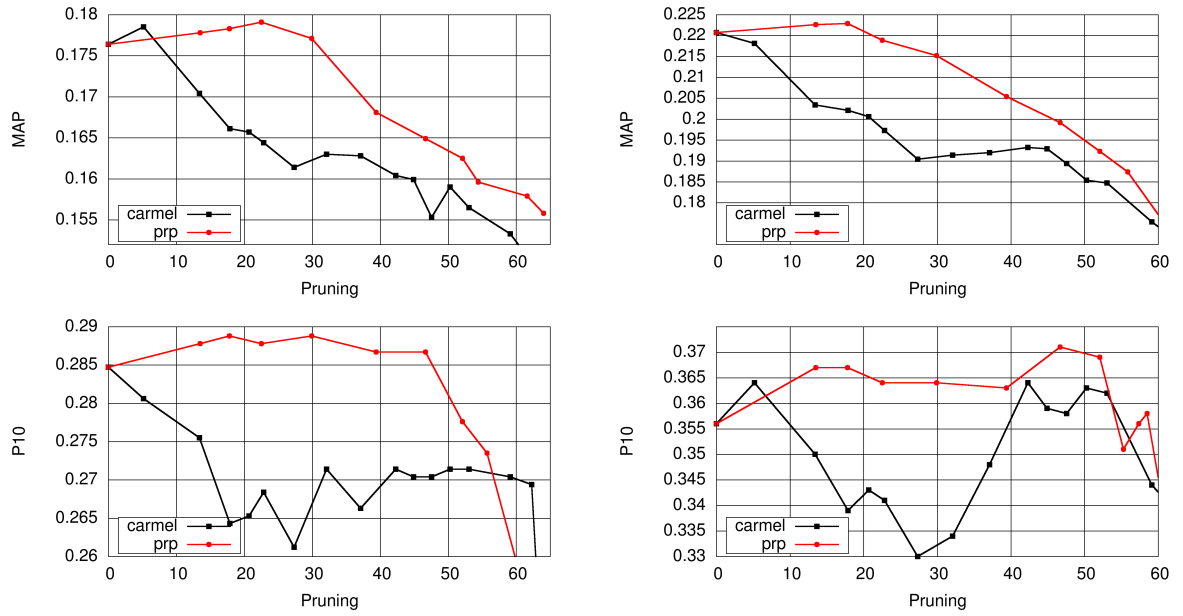 0.18
0.175
0.17
0.165
0.16
0.155
MAP
carmel
prp
0 10 20 30 40 50 60
Pruning
0.225
0.22
0.215
0.21
0.205
0.2
0.195
0.19
0.185
0.18
MAP
carmel
prp
0 10 20 30 40 50 60
Pruning
0.29
0.285
0.28
0.275
0.27
0.265
0.26
P10
carmel
prp
0 10 20 30 40 50 60
Pruning
0.37
0.365
0.36
0.355
0.35
0.345
0.34
0.335
0.33
P10
carmel
prp
0 10 20 30 40 50 60
Pruning